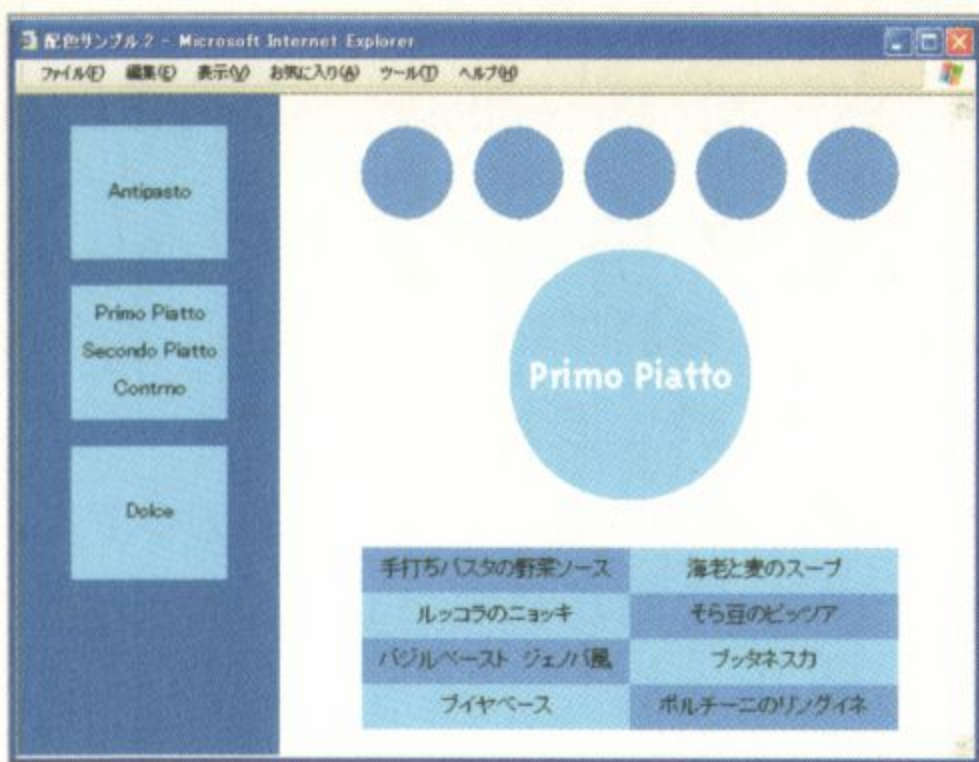 配色サンプル 2 - Microsoft Internet Explorer
ファイル(F) 編集(E) 表示(V) お気に入り(A) ツール(T) ヘルプ(H)
Antipasto
Primo Piatto
Secondo Piatto
Contrno
Dolce
Primo Piatto
手打ちパスタの野菜ソース 海老と麦のスープ
ルッコラのニョッキ そら豆のピッツア
バジルペースト ジェノバ風 プッタネスカ
ブイヤベース ポルチーニのリングイネ